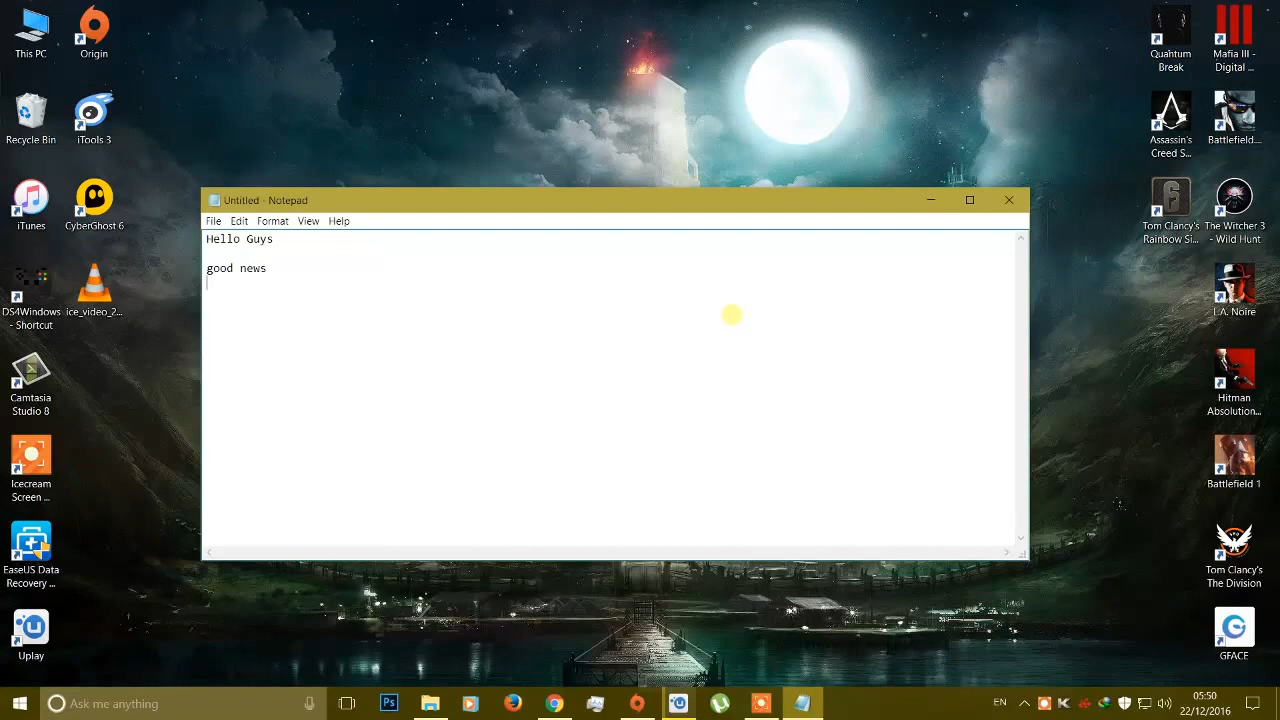 This PC
Origin
Recycle Bin
iTools 3
iTunes
CyberGhost 6
DS4Windows
- Shortcut
ice_video_2...
Camtasia
Studio 8
Icecream
Screen ...
EaseUS Data
Recovery ...
Uplay
Untitled - Notepad
File Edit Format View Help
Hello Guys
good news
Quantum
Break
Mafia III -
Digital ...
Assassin's
Creed S...
Battlefield....
Tom Clancy's
Rainbow Si...
The Witcher 3
- Wild Hunt
L.A. Noire
Hitman
Absolution...
Battlefield 1
Tom Clancy's
The Division
GFACE
Ask me anything
Ps
EN
05:50
22/12/2016